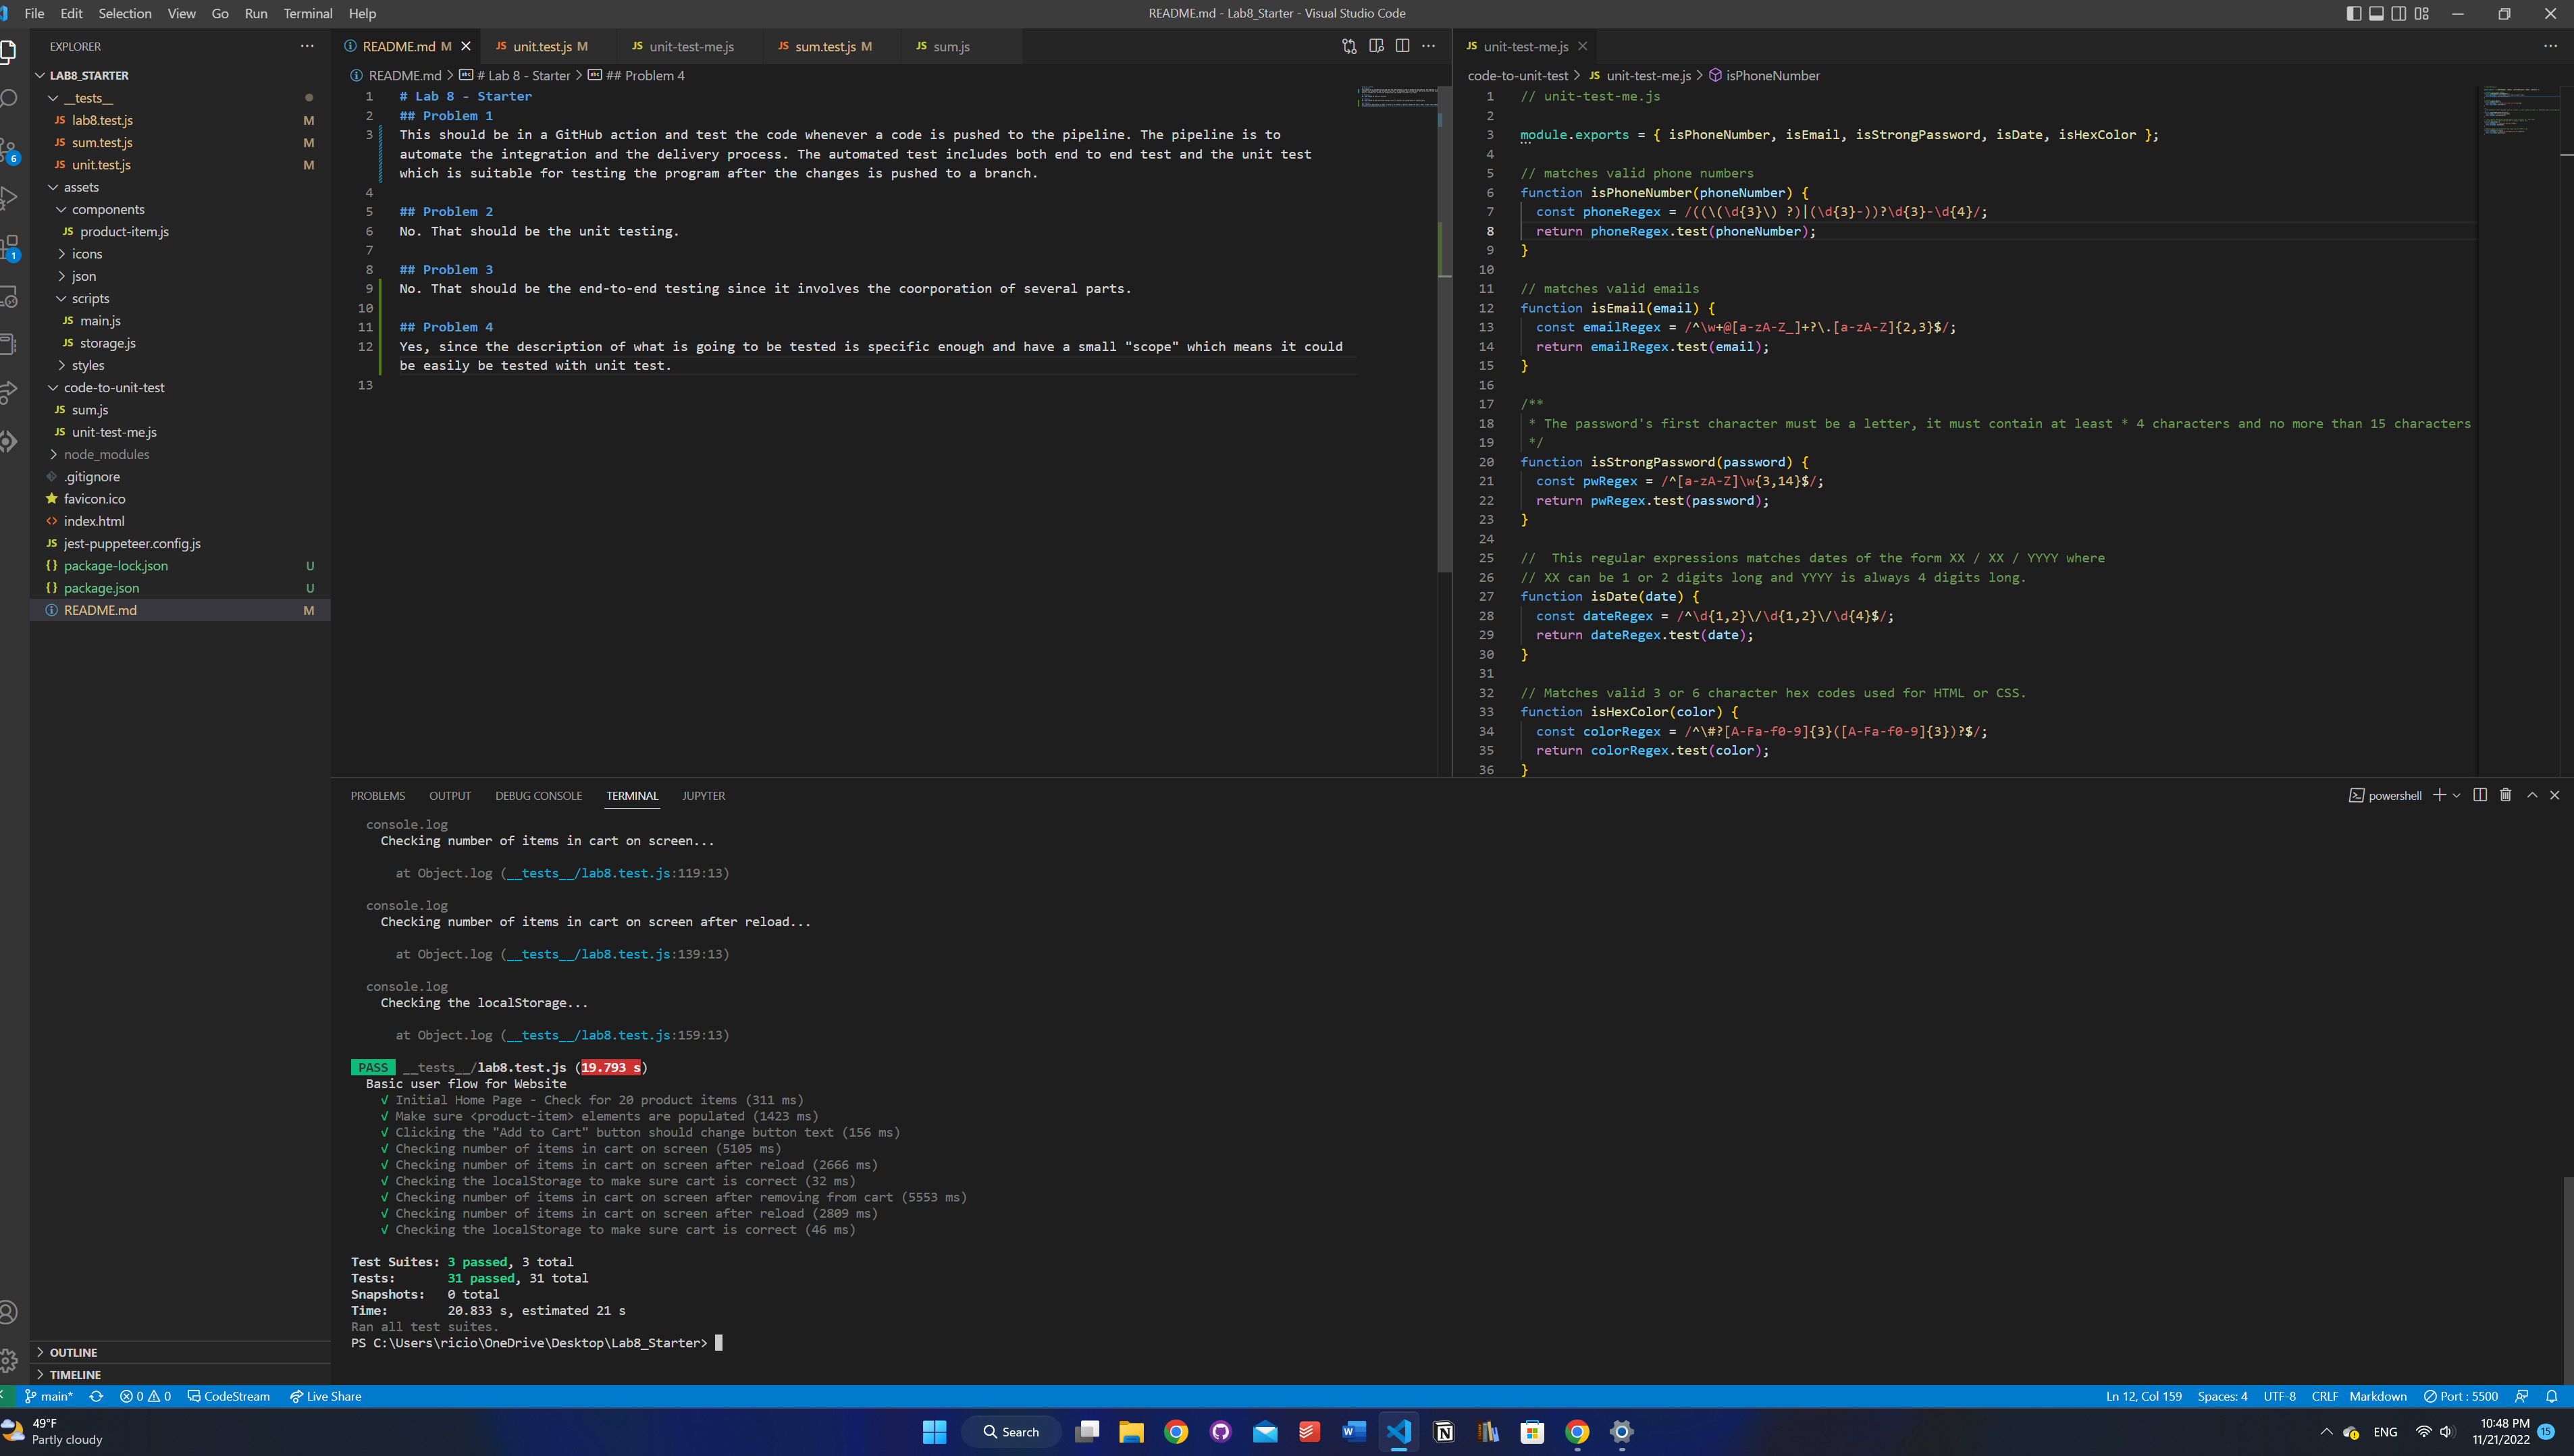 File Edit Selection View Go Run Terminal Help
README.md - Lab8_Starter - Visual Studio Code
EXPLORER
LAB8_STARTER
__tests__
JS lab8.test.js M
JS sum.test.js M
JS unit.test.js M
assets
components
JS product-item.js
icons
json
scripts
JS main.js
JS storage.js
styles
code-to-unit-test
JS sum.js
JS unit-test-me.js
node_modules
.gitignore
favicon.ico
index.html
JS jest-puppeteer.config.js
{} package-lock.json U
{} package.json U
README.md M
OUTLINE
TIMELINE
6
1
README.md M
JS unit.test.js M
JS unit-test-me.js
JS sum.test.js M
JS sum.js
README.md > # Lab 8 - Starter > ## Problem 4
1 # Lab 8 - Starter
2 ## Problem 1
3 This should be in a GitHub action and test the code whenever a code is pushed to the pipeline. The pipeline is to
automate the integration and the delivery process. The automated test includes both end to end test and the unit test
which is suitable for testing the program after the changes is pushed to a branch.
4
5 ## Problem 2
6 No. That should be the unit testing.
7
8 ## Problem 3
9 No. That should be the end-to-end testing since it involves the coorporation of several parts.
10
11 ## Problem 4
12 Yes, since the description of what is going to be tested is specific enough and have a small "scope" which means it could
be easily be tested with unit test.
13
JS unit-test-me.js
code-to-unit-test > JS unit-test-me.js > isPhoneNumber
1 // unit-test-me.js
2
3 module.exports = { isPhoneNumber, isEmail, isStrongPassword, isDate, isHexColor };
4
5 // matches valid phone numbers
6 function isPhoneNumber(phoneNumber) {
7 const phoneRegex = /((\(\d{3}\) ?)|(\d{3}-))?\d{3}-\d{4}/;
8 return phoneRegex.test(phoneNumber);
9 }
10
11 // matches valid emails
12 function isEmail(email) {
13 const emailRegex = /^\w+@[a-zA-Z_]+?\.[a-zA-Z]{2,3}$/;
14 return emailRegex.test(email);
15 }
16
17 /**
18 * The password's first character must be a letter, it must contain at least * 4 characters and no more than 15 characters
19 */
20 function isStrongPassword(password) {
21 const pwRegex = /^[a-zA-Z]\w{3,14}$/;
22 return pwRegex.test(password);
23 }
24
25 //  This regular expressions matches dates of the form XX / XX / YYYY where
26 // XX can be 1 or 2 digits long and YYYY is always 4 digits long.
27 function isDate(date) {
28 const dateRegex = /^\d{1,2}\/\d{1,2}\/\d{4}$/;
29 return dateRegex.test(date);
30 }
31
32 // Matches valid 3 or 6 character hex codes used for HTML or CSS.
33 function isHexColor(color) {
34 const colorRegex = /^\#?[A-Fa-f0-9]{3}([A-Fa-f0-9]{3})?$/;
35 return colorRegex.test(color);
36 }
PROBLEMS OUTPUT DEBUG CONSOLE TERMINAL JUPYTER
powershell
console.log
Checking number of items in cart on screen...
at Object.log (__tests__/lab8.test.js:119:13)
console.log
Checking number of items in cart on screen after reload...
at Object.log (__tests__/lab8.test.js:139:13)
console.log
Checking the localStorage...
at Object.log (__tests__/lab8.test.js:159:13)
PASS __tests__/lab8.test.js (19.793 s)
Basic user flow for Website
√ Initial Home Page - Check for 20 product items (311 ms)
√ Make sure <product-item> elements are populated (1423 ms)
√ Clicking the "Add to Cart" button should change button text (156 ms)
√ Checking number of items in cart on screen (5105 ms)
√ Checking number of items in cart on screen after reload (2666 ms)
√ Checking the localStorage to make sure cart is correct (32 ms)
√ Checking number of items in cart on screen after removing from cart (5553 ms)
√ Checking number of items in cart on screen after reload (2809 ms)
√ Checking the localStorage to make sure cart is correct (46 ms)
Test Suites: 3 passed, 3 total
Tests: 31 passed, 31 total
Snapshots: 0 total
Time: 20.833 s, estimated 21 s
Ran all test suites.
PS C:\Users\ricio\OneDrive\Desktop\Lab8_Starter>
main* 0 0 CodeStream Live Share
Ln 12, Col 159 Spaces: 4 UTF-8 CRLF Markdown Port : 5500
49°F
Partly cloudy
Search
ENG
10:48 PM
11/21/2022
15